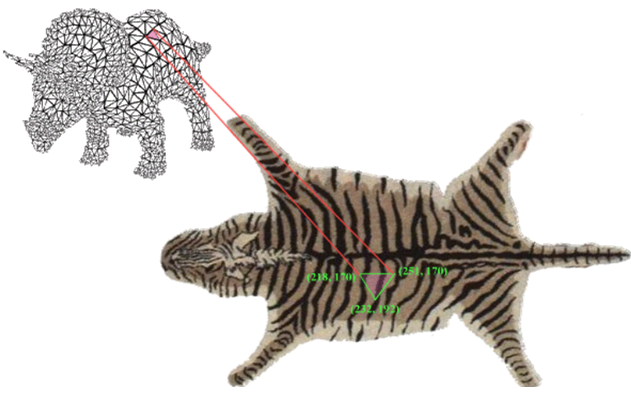 (218, 170)
(251, 170)
(232, 192)